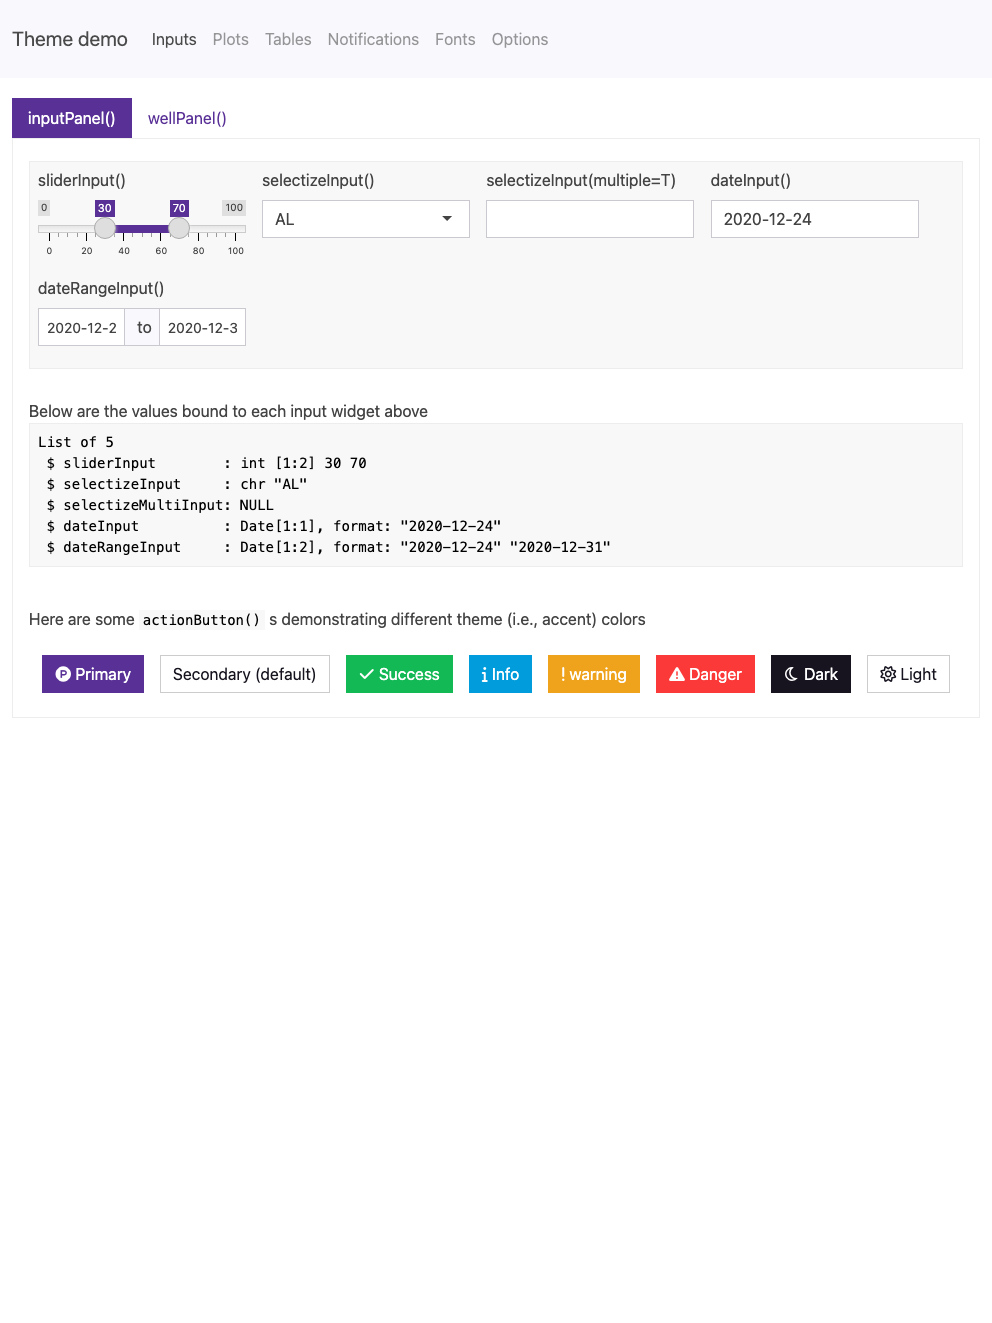 Theme demo Inputs Plots Tables Notifications Fonts Options
inputPanel() wellPanel()
sliderInput() selectizeInput() selectizeInput(multiple=T) dateInput()
0 30 70 100
AL 2020-12-24
0 20 40 60 80 100
dateRangeInput()
2020-12-2 to 2020-12-3
Below are the values bound to each input widget above
List of 5
 $ sliderInput        : int [1:2] 30 70
 $ selectizeInput     : chr "AL"
 $ selectizeMultiInput: NULL
 $ dateInput          : Date[1:1], format: "2020-12-24"
 $ dateRangeInput     : Date[1:2], format: "2020-12-24" "2020-12-31"
Here are some actionButton() s demonstrating different theme (i.e., accent) colors
P Primary Secondary (default) Success i Info ! warning Danger Dark Light